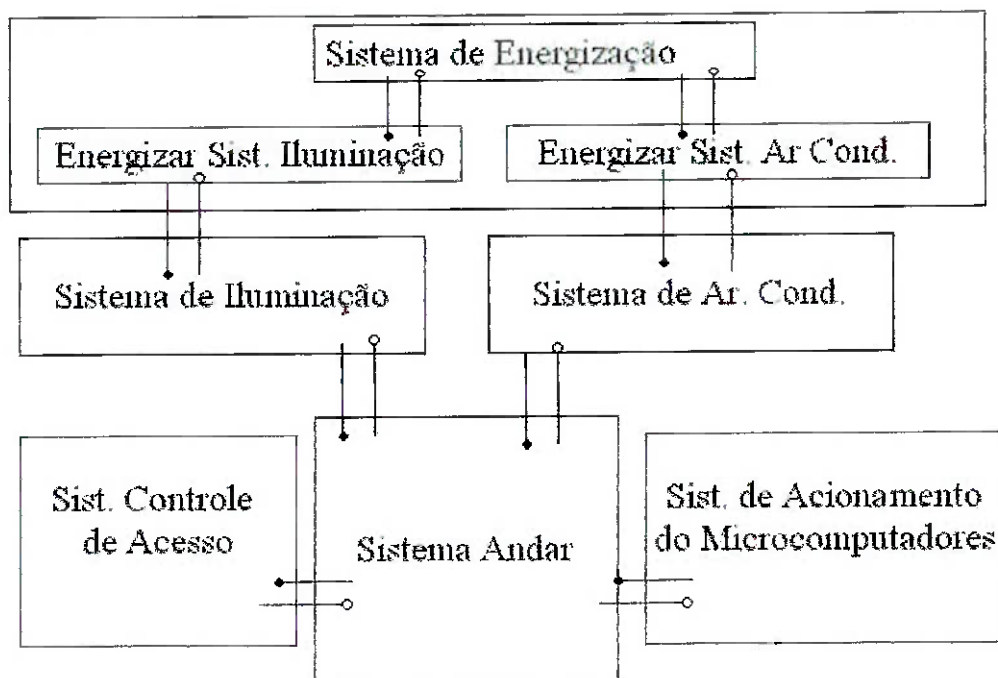 Sistema de Energização
Energizar Sist. Iluminação
Energizar Sist. Ar Cond.
Sistema de Iluminação
Sistema de Ar. Cond.
Sist. Controle
de Acesso
Sistema Andar
Sist. de Acionamento
do Microcomputadores